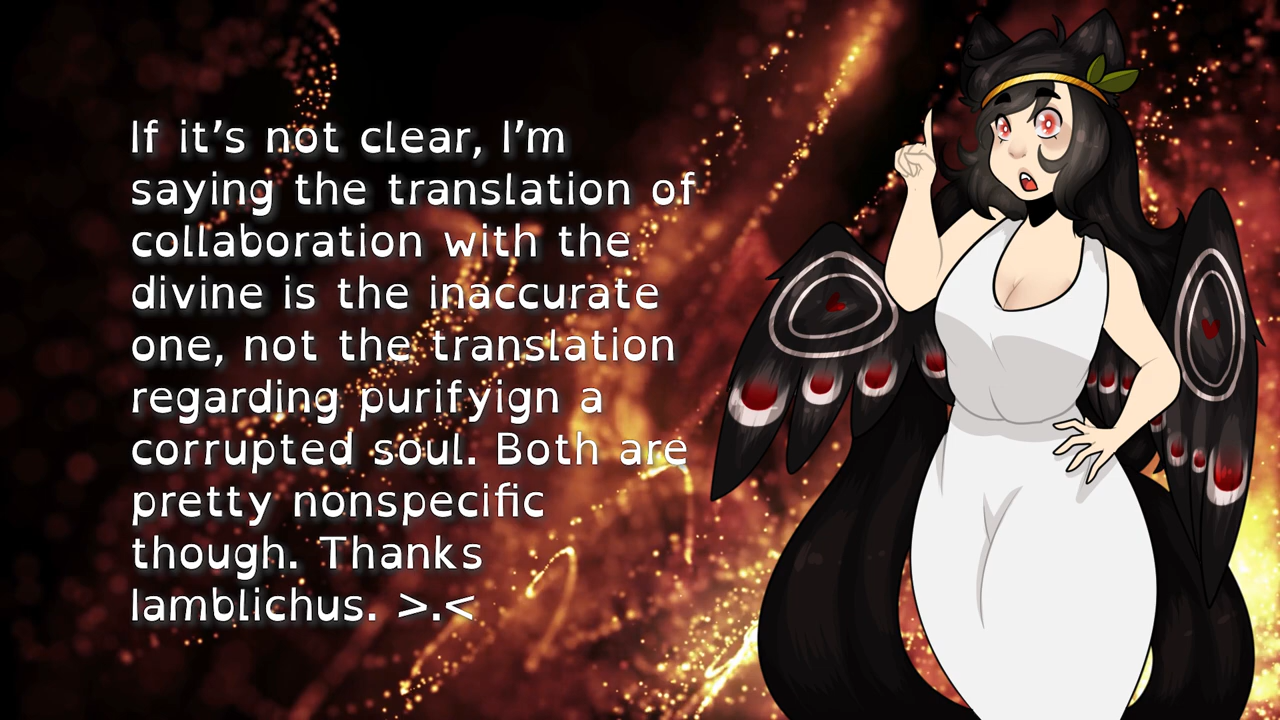 If it's not clear, I'm
saying the translation of
collaboration with the
divine is the inaccurate
one, not the translation
regarding purifyign a
corrupted soul. Both are
pretty nonspecific
though. Thanks
Iamblichus. >.<